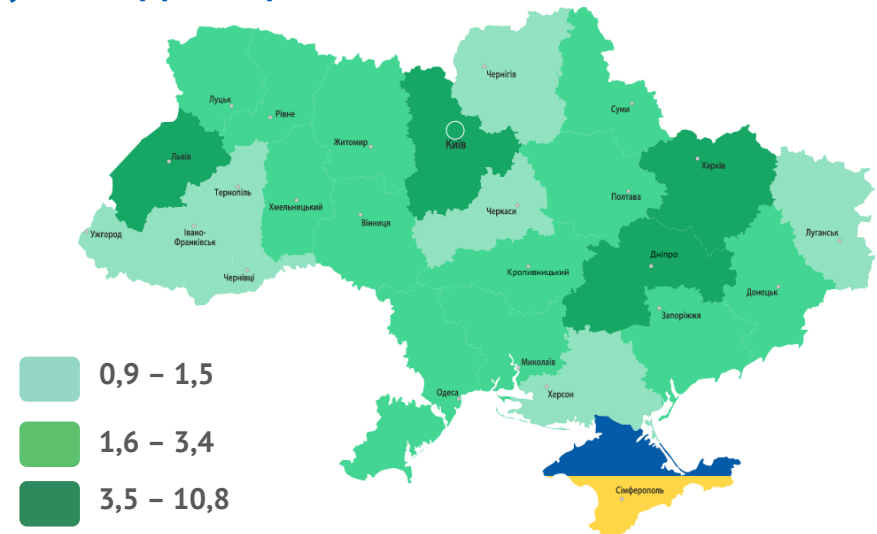 Чернігів
Луцьк
Рівне
Суми
Житомир
Київ
Львів
Харків
Тернопіль
Хмельницький
Полтава
Черкаси
Вінниця
Ужгород
Івано-
Франківськ
Луганськ
Дніпро
Чернівці
Кропивницький
Донецьк
Запоріжжя
Миколаїв
Одеса
Херсон
Сімферополь
0,9 – 1,5
1,6 – 3,4
3,5 – 10,8